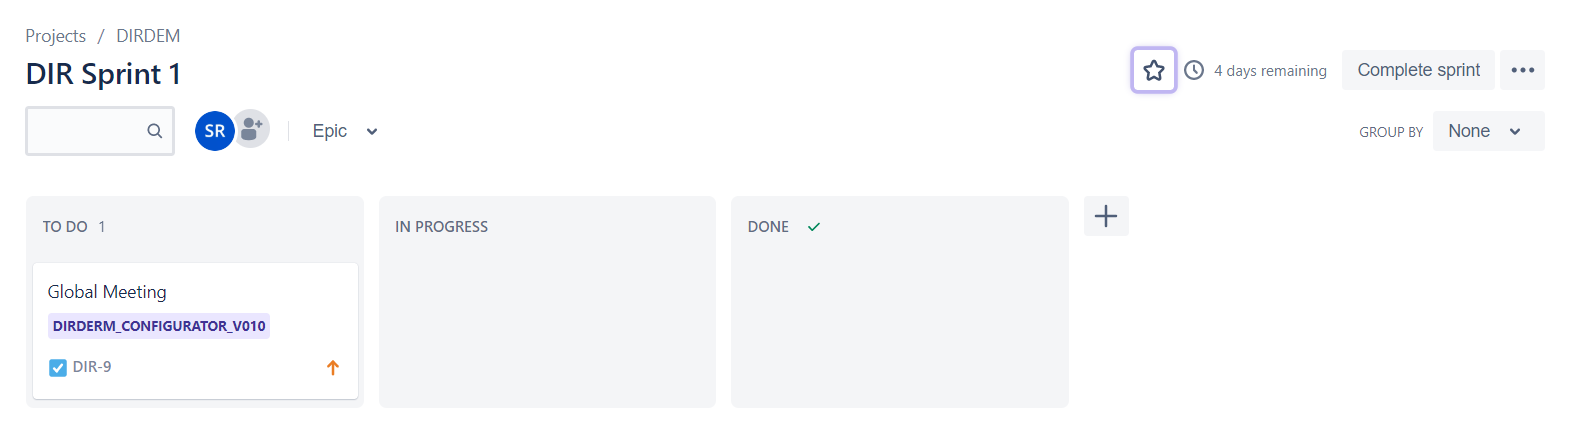 Projects / DIRDEM
DIR Sprint 1
4 days remaining
Complete sprint
SR
Epic
GROUP BY
None
TO DO 1
IN PROGRESS
DONE
Global Meeting
DIRDERM_CONFIGURATOR_V010
DIR-9